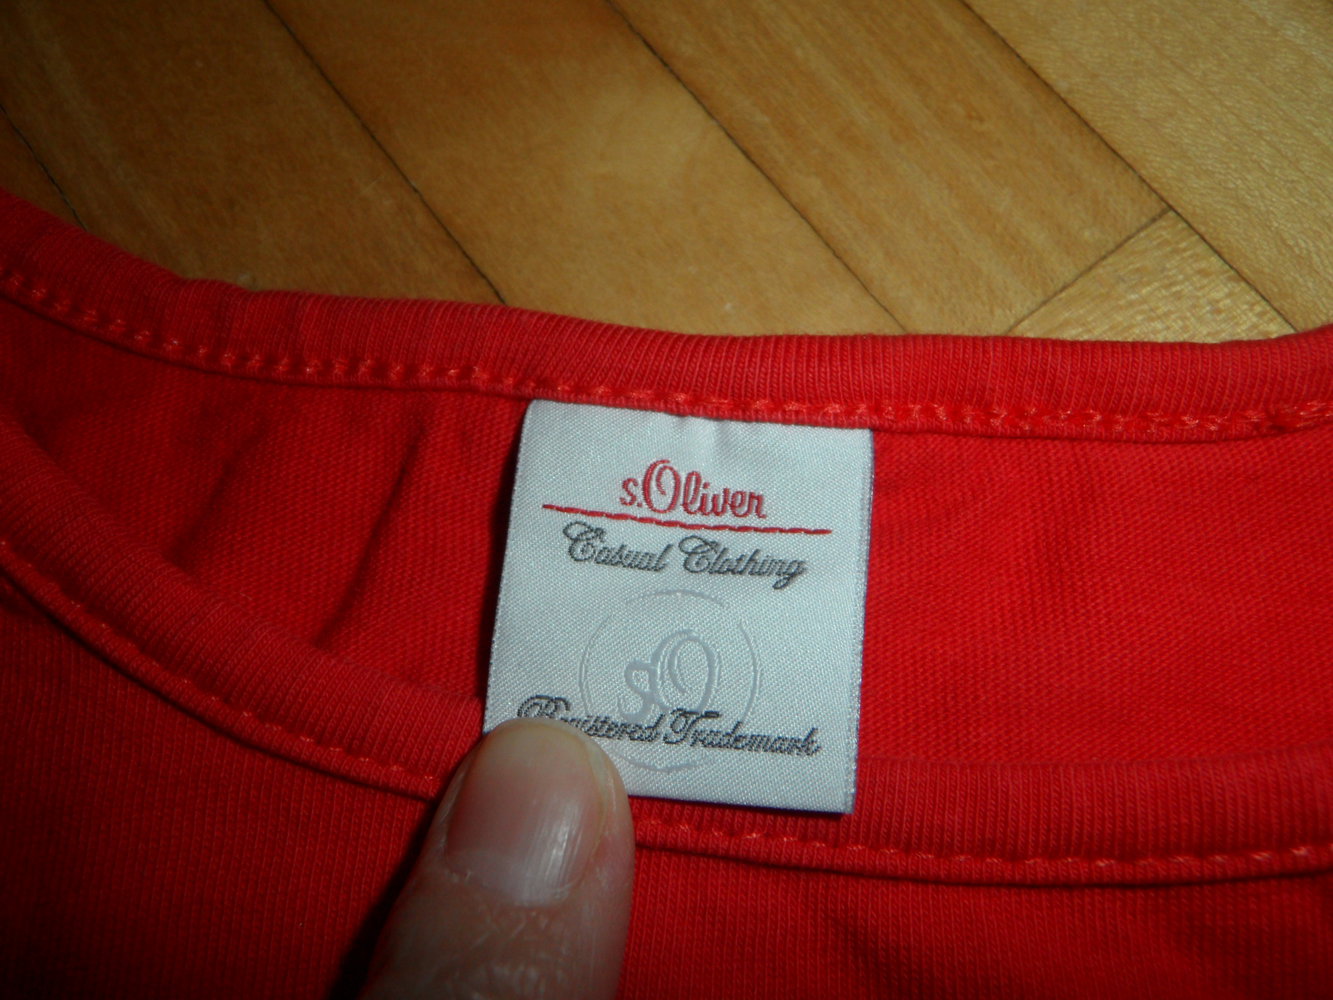 s.Oliver
Casual Clothing
sO
Registered Trademark